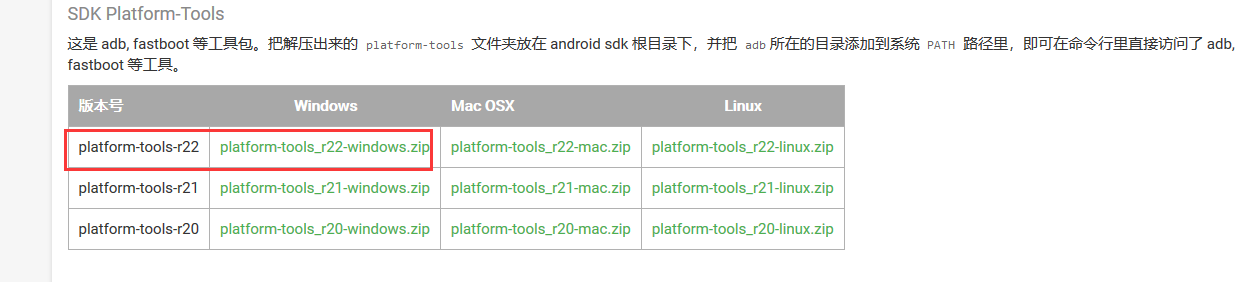 SDK Platform-Tools
这是 adb, fastboot 等工具包。把解压出来的 platform-tools 文件夹放在 android sdk 根目录下，并把 adb 所在的目录添加到系统 PATH 路径里，即可在命令行里直接访问了 adb,
fastboot 等工具。
版本号 Windows Mac OSX Linux
platform-tools-r22 platform-tools_r22-windows.zip platform-tools_r22-mac.zip platform-tools_r22-linux.zip
platform-tools-r21 platform-tools_r21-windows.zip platform-tools_r21-mac.zip platform-tools_r21-linux.zip
platform-tools-r20 platform-tools_r20-windows.zip platform-tools_r20-mac.zip platform-tools_r20-linux.zip